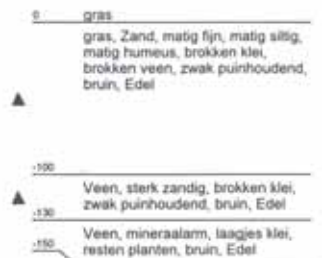 0 gras
gras, Zand, matig fijn, matig siltig,
matig humeus, brokken klei,
brokken veen, zwak puinhoudend,
bruin, Edel
-100
Veen, sterk zandig, brokken klei,
zwak puinhoudend, bruin, Edel
-130
Veen, mineraalarm, laagjes klei,
-150 resten planten, bruin, Edel